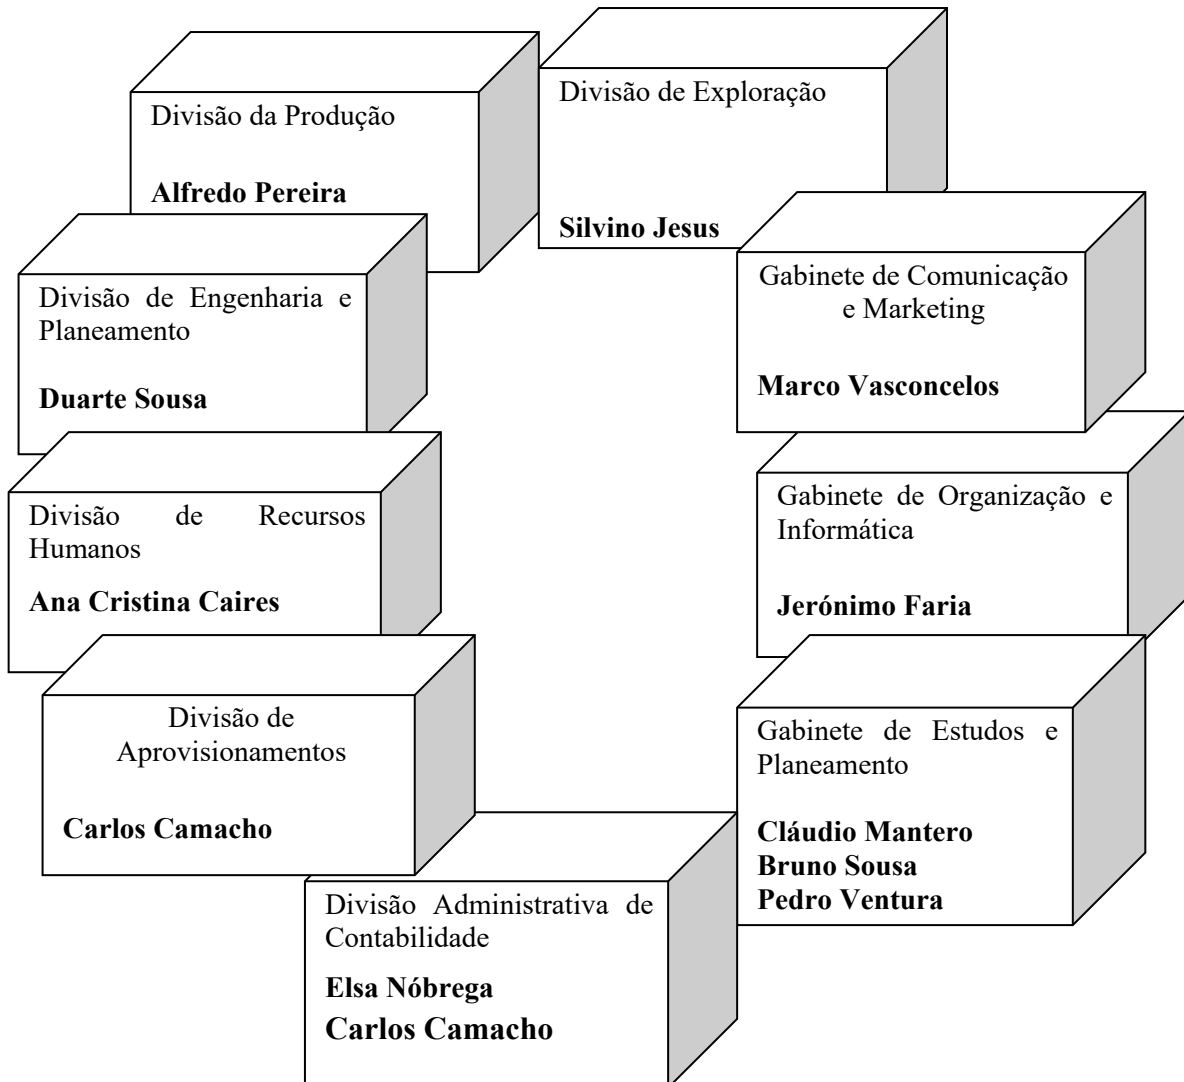 Divisão da Produção
Alfredo Pereira
Divisão de Exploração
Silvino Jesus
Divisão de Engenharia e
Planeamento
Duarte Sousa
Gabinete de Comunicação
e Marketing
Marco Vasconcelos
Divisão de Recursos
Humanos
Ana Cristina Caires
Gabinete de Organização e
Informática
Jerónimo Faria
Divisão de
Aprovisionamentos
Carlos Camacho
Gabinete de Estudos e
Planeamento
Cláudio Mantero
Bruno Sousa
Pedro Ventura
Divisão Administrativa de
Contabilidade
Elsa Nóbrega
Carlos Camacho